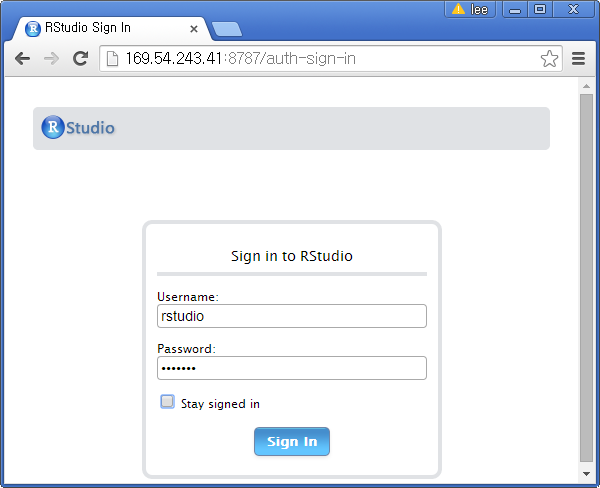 lee
RStudio Sign In
169.54.243.41:8787/auth-sign-in
R Studio
Sign in to RStudio
Username:
rstudio
Password:
•••••••
Stay signed in
Sign In